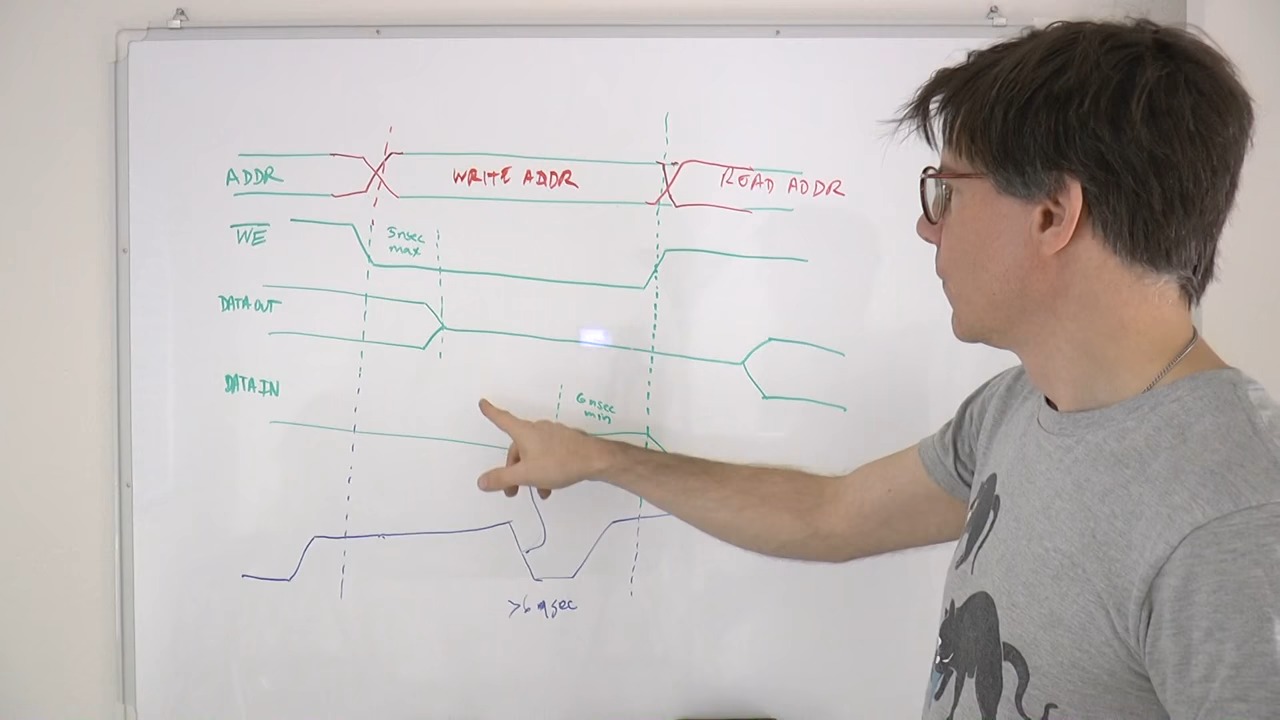 ADDR
WRITE ADDR
READ ADDR
WE
5nsec
max
DATA OUT
DATA IN
6nsec
min
>6nsec